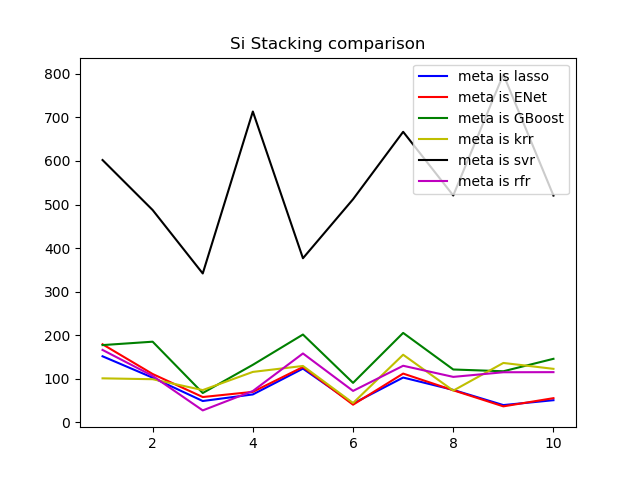 Si Stacking comparison
800
700
600
500
400
300
200
100
0
2
4
6
8
10
meta is lasso
meta is ENet
meta is GBoost
meta is krr
meta is svr
meta is rfr